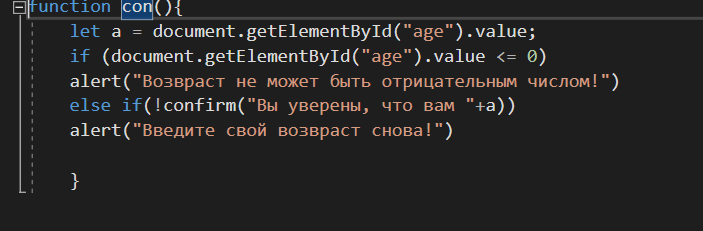 function con(){
let a = document.getElementById("age").value;
if (document.getElementById("age").value <= 0)
alert("Возвраст не может быть отрицательным числом!")
else if(!confirm("Вы уверены, что вам "+a))
alert("Введите свой возвраст снова!")
}